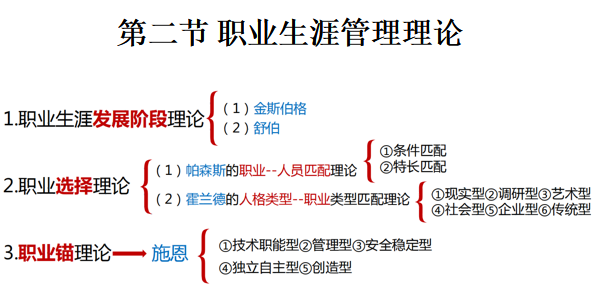 第二节 职业生涯管理理论
1.职业生涯发展阶段理论
（1）金斯伯格
（2）舒伯
2.职业选择理论
（1）帕森斯的职业--人员匹配理论
①条件匹配
②特长匹配
（2）霍兰德的人格类型--职业类型匹配理论
①现实型②调研型③艺术型
④社会型⑤企业型⑥传统型
3.职业锚理论
施恩
①技术职能型②管理型③安全稳定型
④独立自主型⑤创造型